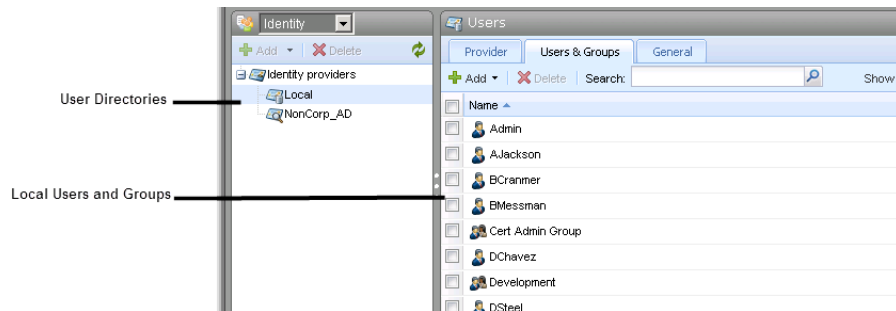 Identity
Add Delete
Identity providers
Local
NonCorp_AD
User Directories
Local Users and Groups
Users
Provider Users & Groups General
Add Delete Search: Show
Name
Admin
AJackson
BCranmer
BMessman
Cert Admin Group
DChavez
Development
DSteel